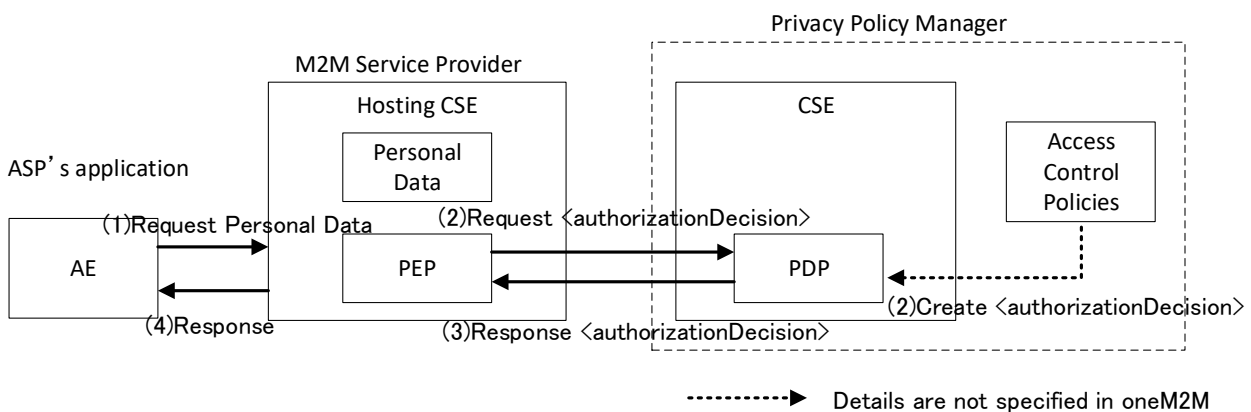 Privacy Policy Manager
M2M Service Provider
Hosting CSE
CSE
Personal
Data
Access
Control
Policies
ASP’s application
(1)Request Personal Data
(2)Request <authorizationDecision>
AE
PEP
PDP
(2)Create <authorizationDecision>
(4)Response
(3)Response <authorizationDecision>
Details are not specified in oneM2M